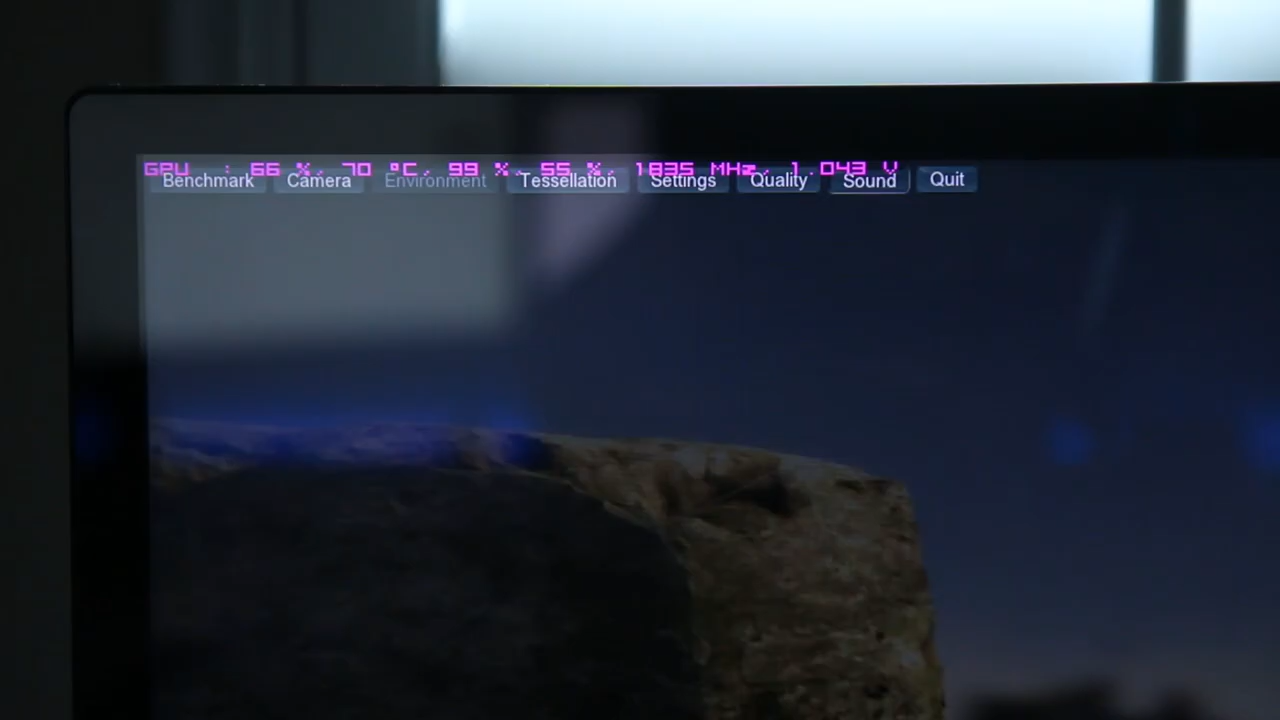 GPU : 66 %, 70 °C, 99 %, 55 %, 1835 MHz, 1.043 V
Benchmark Camera Environment Tessellation Settings Quality Sound Quit